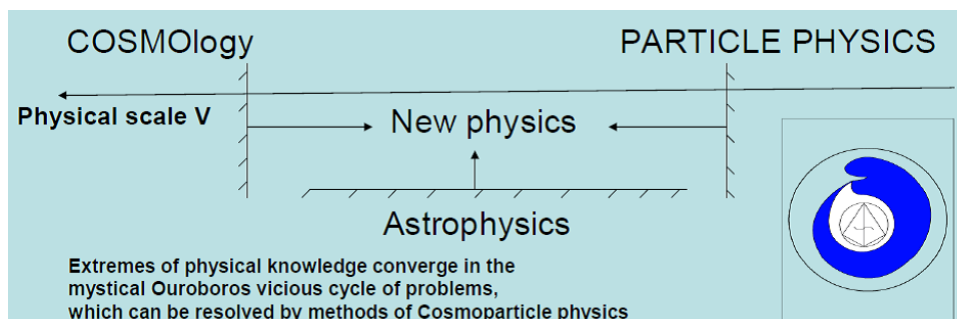 COSMOlogy PARTICLE PHYSICS
Physical scale V
New physics
Astrophysics
Extremes of physical knowledge converge in the
mystical Ouroboros vicious cycle of problems,
which can be resolved by methods of Cosmoparticle physics